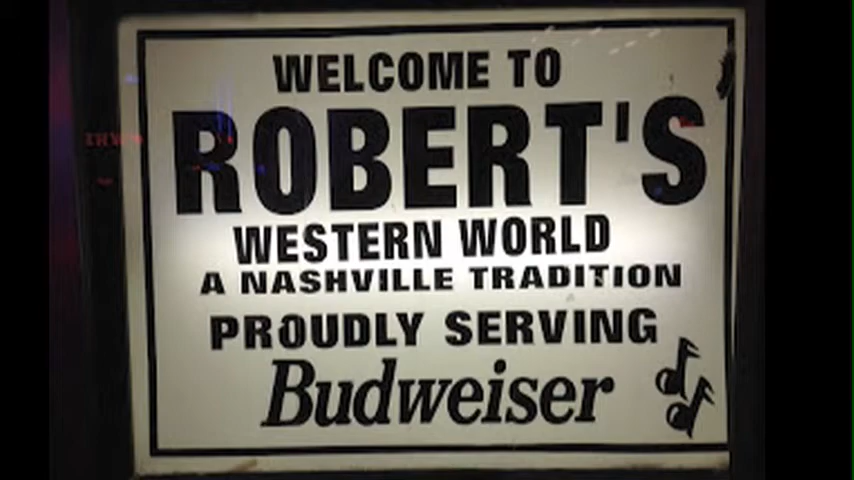 WELCOME TO
ROBERT'S
WESTERN WORLD
A NASHVILLE TRADITION
PROUDLY SERVING
Budweiser